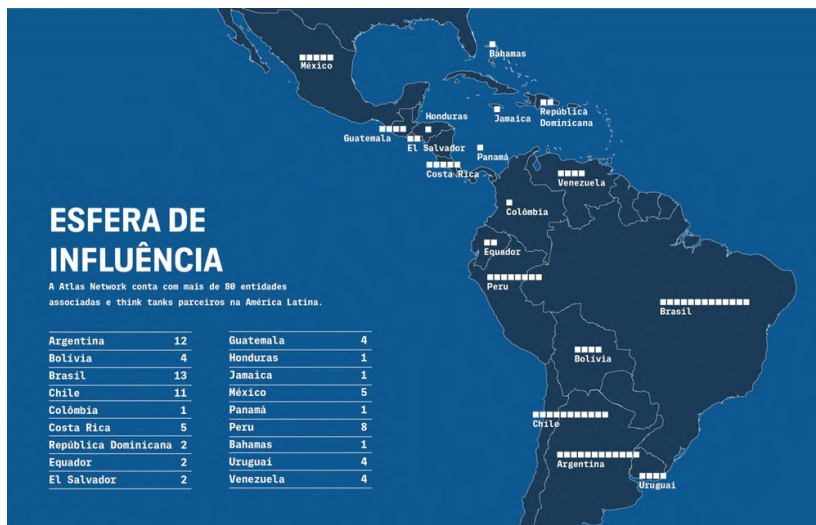 México
Bahamas
Jamaica
República
Dominicana
Honduras
Guatemala
El Salvador
Panamá
Costa Rica
Venezuela
Colômbia
Equador
Peru
Brasil
Bolívia
Chile
Argentina
Uruguai
ESFERA DE
INFLUÊNCIA
A Atlas Network conta com mais de 80 entidades
associadas e think tanks parceiros na América Latina.
Argentina 12
Bolívia 4
Brasil 13
Chile 11
Colômbia 1
Costa Rica 5
República Dominicana 2
Equador 2
El Salvador 2
Guatemala 4
Honduras 1
Jamaica 1
México 5
Panamá 1
Peru 8
Bahamas 1
Uruguai 4
Venezuela 4